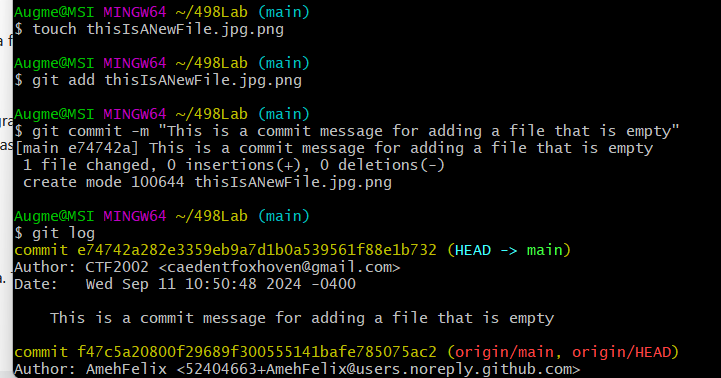 a f
gra
as
a. T
Augme@MSI MINGW64 ~/498Lab (main)
$ touch thisIsANewFile.jpg.png
Augme@MSI MINGW64 ~/498Lab (main)
$ git add thisIsANewFile.jpg.png
Augme@MSI MINGW64 ~/498Lab (main)
$ git commit -m "This is a commit message for adding a file that is empty"
[main e74742a] This is a commit message for adding a file that is empty
 1 file changed, 0 insertions(+), 0 deletions(-)
 create mode 100644 thisIsANewFile.jpg.png
Augme@MSI MINGW64 ~/498Lab (main)
$ git log
commit e74742a282e3359eb9a7d1b0a539561f88e1b732 (HEAD -> main)
Author: CTF2002 <caedentfoxhoven@gmail.com>
Date:   Wed Sep 11 10:50:48 2024 -0400
    This is a commit message for adding a file that is empty
commit f47c5a20800f29689f300555141bafe785075ac2 (origin/main, origin/HEAD)
Author: AmehFelix <52404663+AmehFelix@users.noreply.github.com>